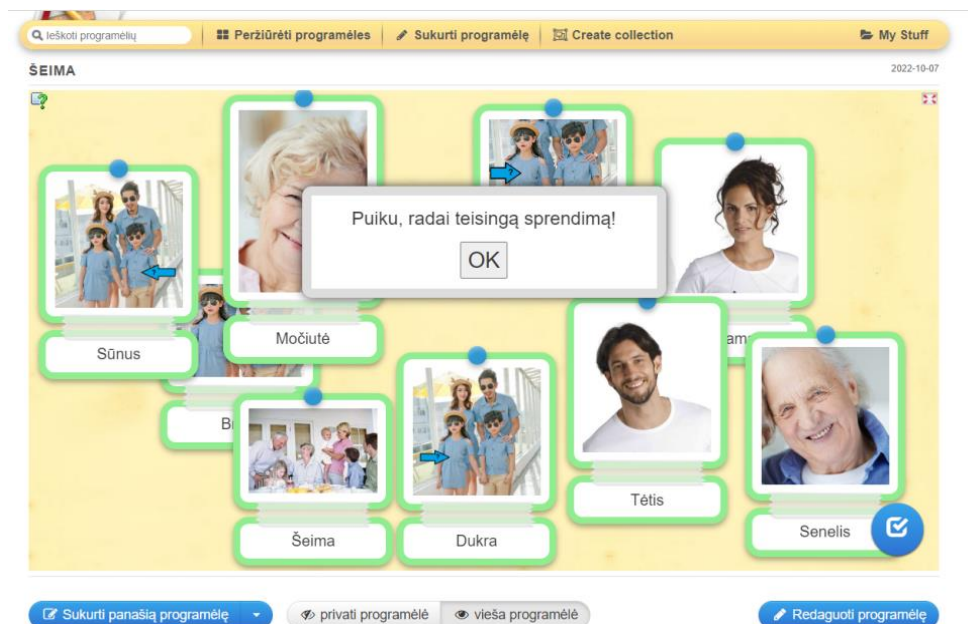 Ieškoti programėlių
Peržiūrėti programėles
Sukurti programėlę
Create collection
My Stuff
ŠEIMA
2022-10-07
Puiku, radai teisingą sprendimą!
OK
Močiutė
Sūnus
Šeima
Dukra
Tėtis
Senelis
Sukurti panašią programėlę
privati programėlė
vieša programėlė
Redaguoti programėlę